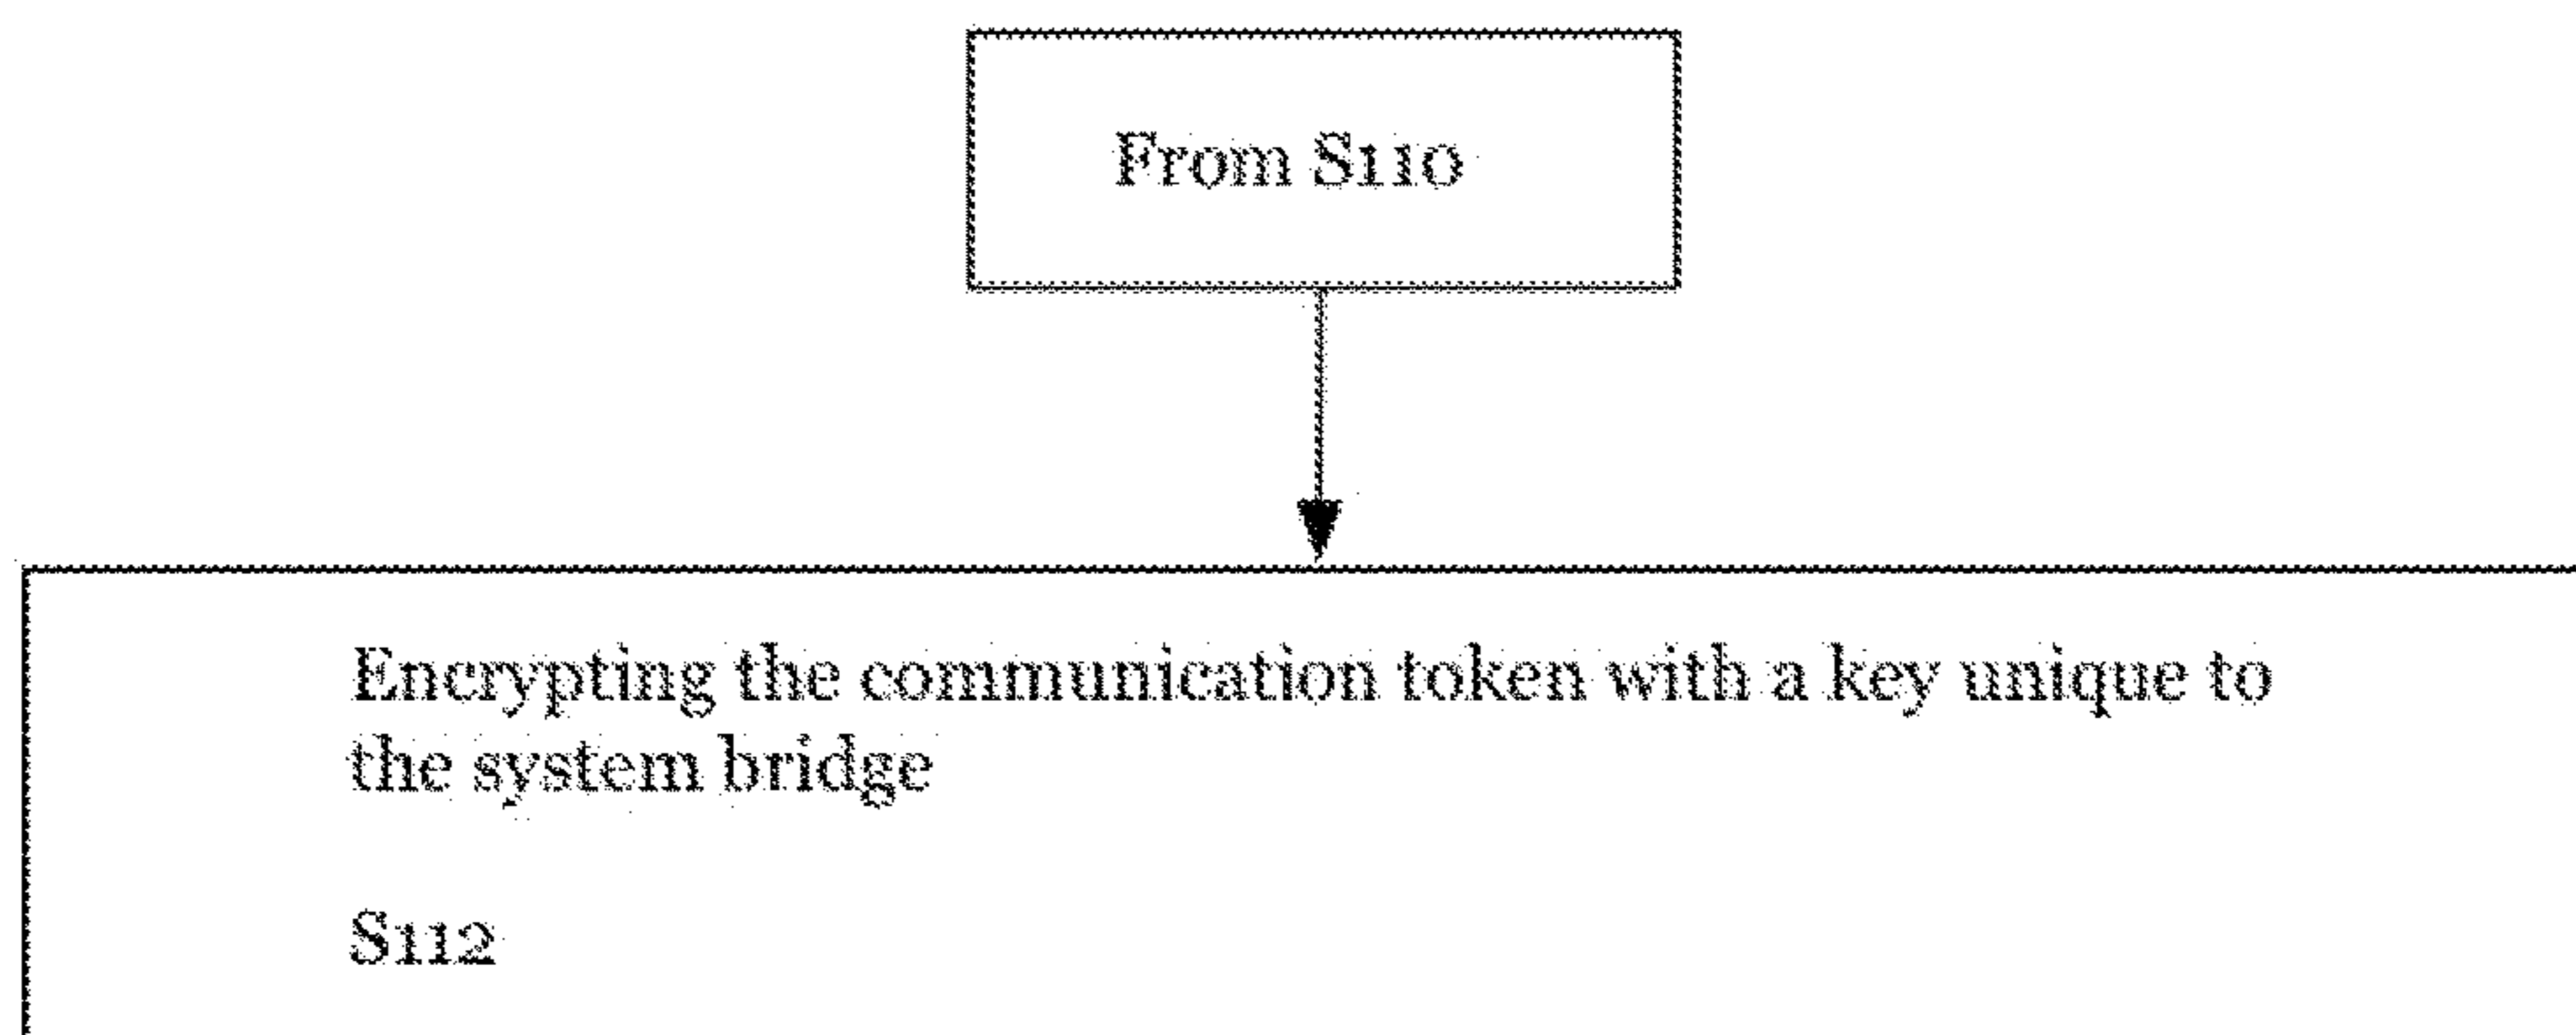 From S110
Encrypting the communication token with a key unique to
the system bridge
S112